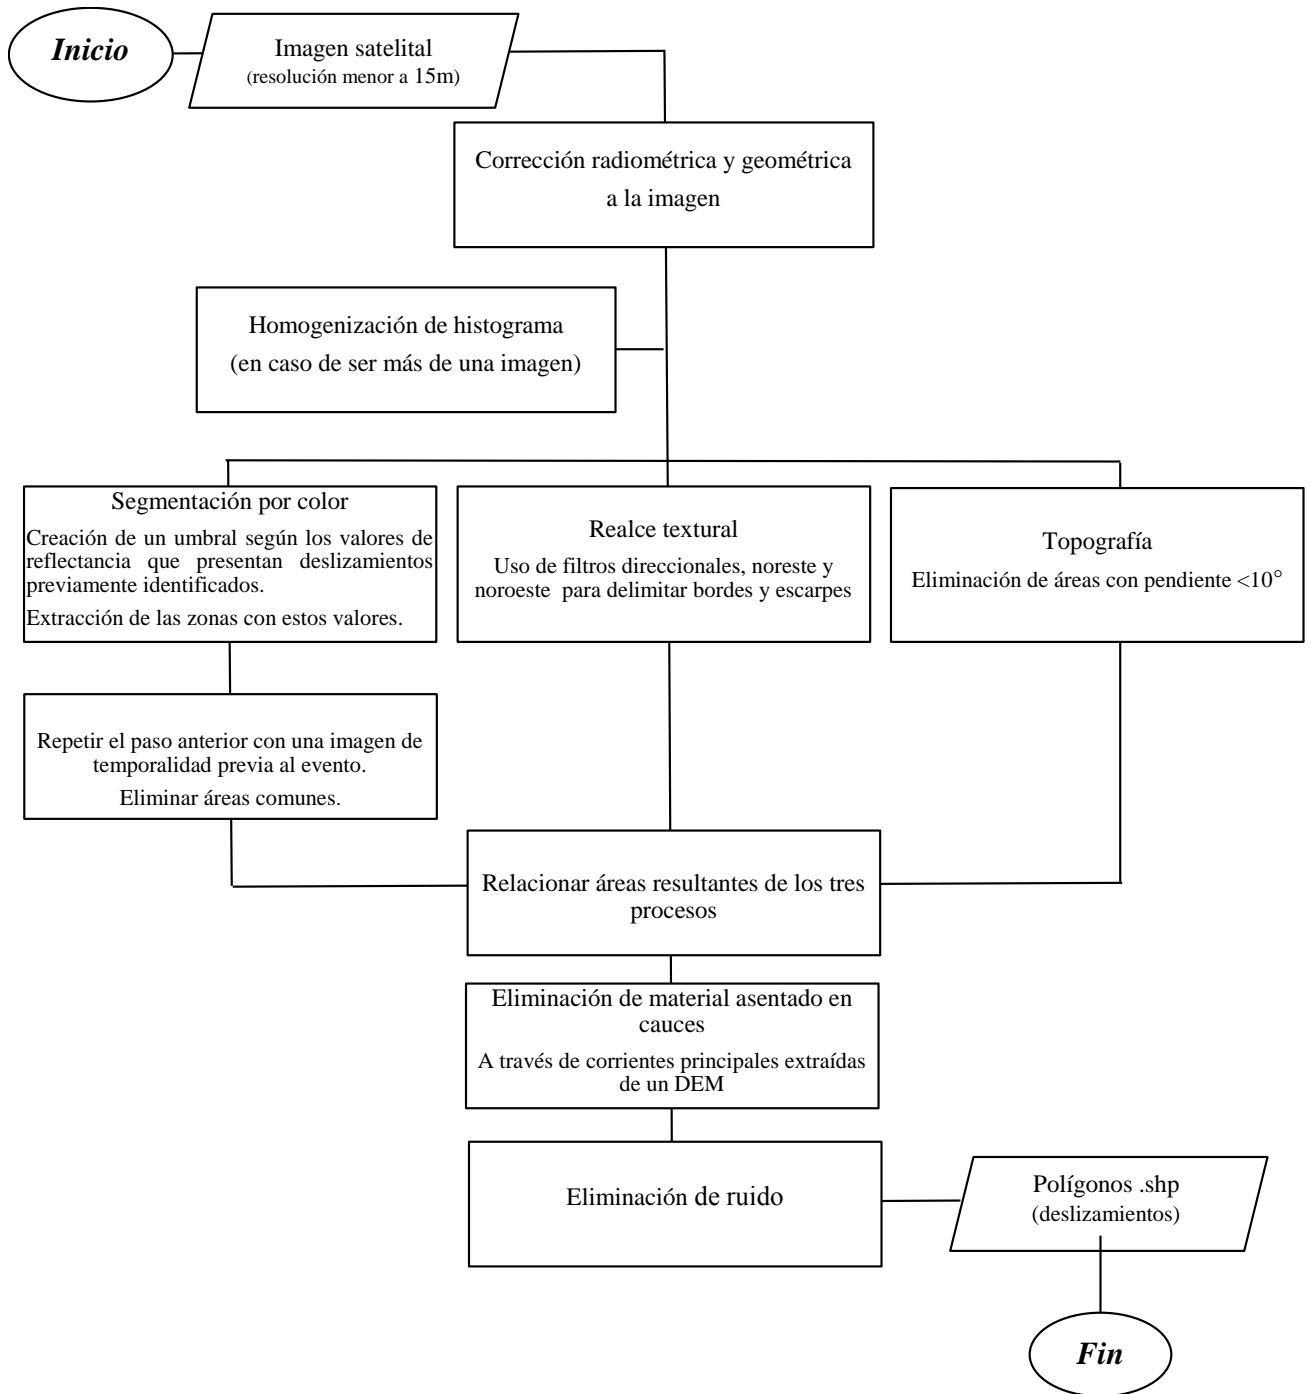 Inicio
Imagen satelital
(resolución menor a 15m)
Corrección radiométrica y geométrica
a la imagen
Homogenización de histograma
(en caso de ser más de una imagen)
Segmentación por color
Creación de un umbral según los valores de
reflectancia que presentan deslizamientos
previamente identificados.
Extracción de las zonas con estos valores.
Realce textural
Uso de filtros direccionales, noreste y
noroeste para delimitar bordes y escarpes
Topografía
Eliminación de áreas con pendiente <10°
Repetir el paso anterior con una imagen de
temporalidad previa al evento.
Eliminar áreas comunes.
Relacionar áreas resultantes de los tres
procesos
Eliminación de material asentado en
cauces
A través de corrientes principales extraídas
de un DEM
Eliminación de ruido
Polígonos .shp
(deslizamientos)
Fin